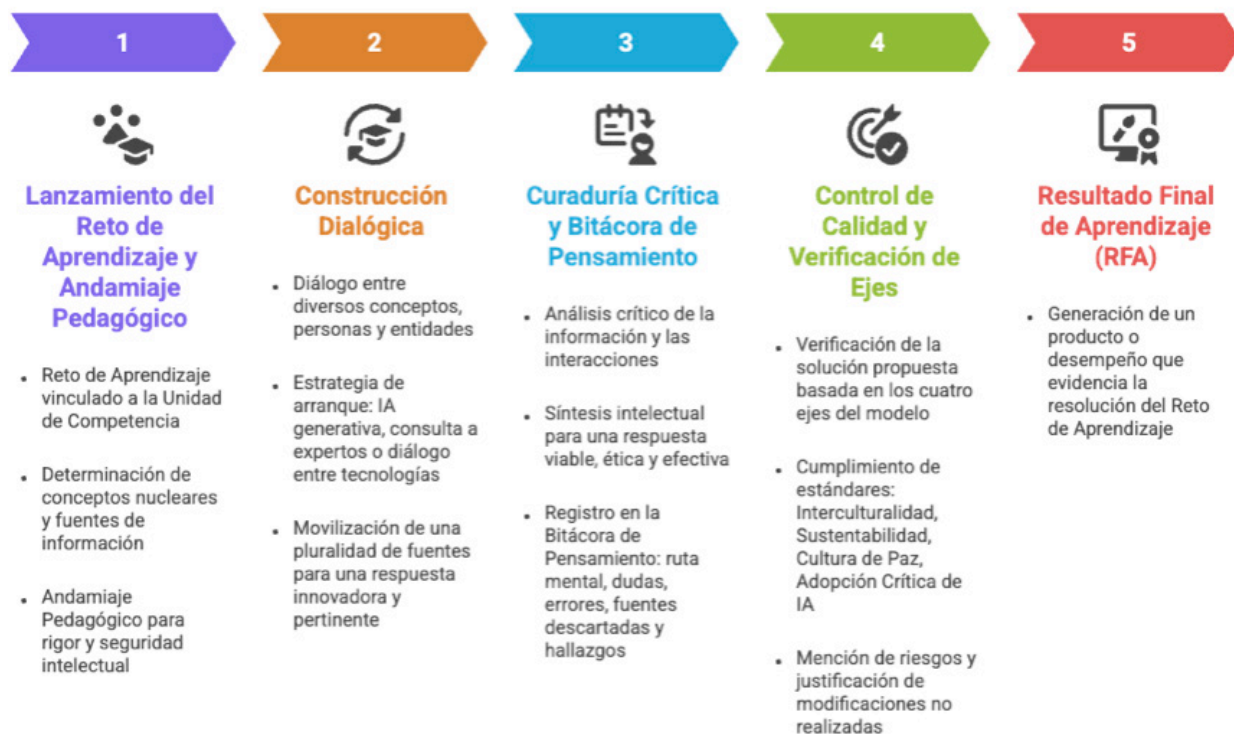 1
Lanzamiento del
Reto de
Aprendizaje y
Andamiaje
Pedagógico
• Reto de Aprendizaje
vinculado a la Unidad
de Competencia
• Determinación de
conceptos nucleares
y fuentes de
información
• Andamiaje
Pedagógico para
rigor y seguridad
intelectual
2
Construcción
Dialógica
• Diálogo entre
diversos conceptos,
personas y entidades
• Estrategia de
arranque: IA
generativa, consulta a
expertos o diálogo
entre tecnologías
• Movilización de una
pluralidad de fuentes
para una respuesta
innovadora y
pertinente
3
Curaduría Crítica
y Bitácora de
Pensamiento
• Análisis crítico de la
información y las
interacciones
• Síntesis intelectual
para una respuesta
viable, ética y efectiva
• Registro en la
Bitácora de
Pensamiento: ruta
mental, dudas,
errores, fuentes
descartadas y
hallazgos
4
Control de
Calidad y
Verificación de
Ejes
• Verificación de la
solución propuesta
basada en los cuatro
ejes del modelo
• Cumplimiento de
estándares:
Interculturalidad,
Sustentabilidad,
Cultura de Paz,
Adopción Crítica de
IA
• Mención de riesgos y
justificación de
modificaciones no
realizadas
5
Resultado Final
de Aprendizaje
(RFA)
• Generación de un
producto o
desempeño que
evidencia la
resolución del Reto
de Aprendizaje